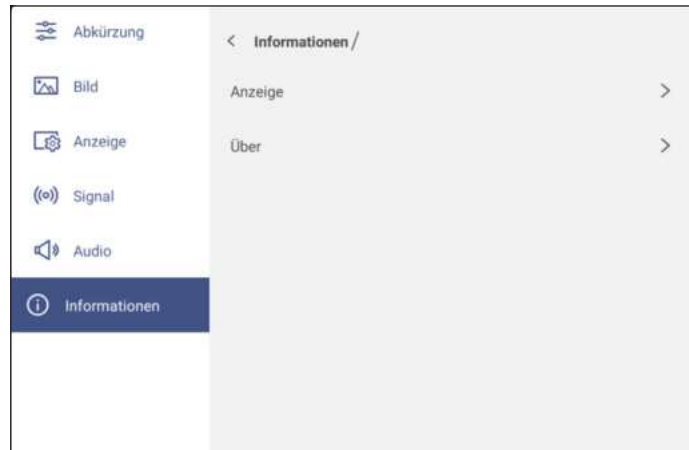 Abkürzung
Bild
Anzeige
Signal
Audio
Informationen
< Informationen /
Anzeige >
Über >